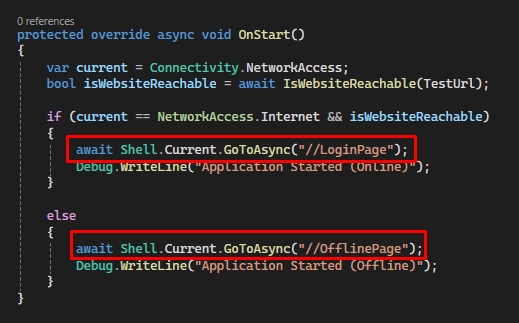 0 references
protected override async void OnStart()
{
var current = Connectivity.NetworkAccess;
bool isWebsiteReachable = await IsWebsiteReachable(TestUrl);
if (current == NetworkAccess.Internet && isWebsiteReachable)
{
await Shell.Current.GoToAsync("//LoginPage");
Debug.WriteLine("Application Started (Online)");
}
else
{
await Shell.Current.GoToAsync("//OfflinePage");
Debug.WriteLine("Application Started (Offline)");
}
}